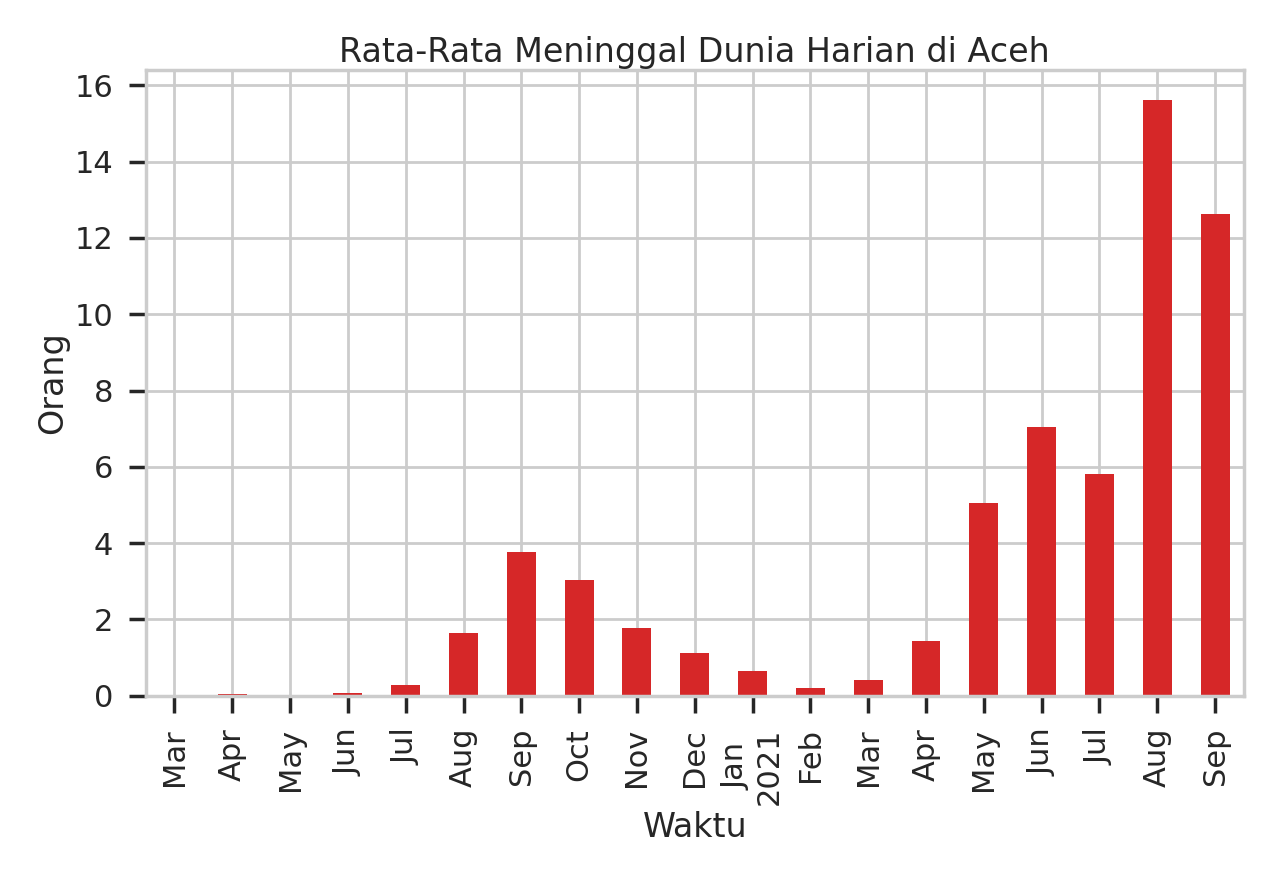 Rata-Rata Meninggal Dunia Harian di Aceh
16
14
12
10
8
6
4
2
0
Orang
Mar
Apr
May
Jun
Jul
Aug
Sep
Oct
Nov
Dec
Jan
2021
Feb
Mar
Apr
May
Jun
Jul
Aug
Sep
Waktu